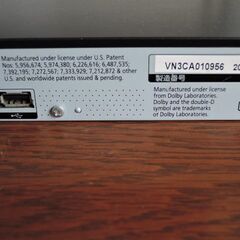 Manufactured under license under U.S. Patent
Nos: 5,956,674; 5,974,380; 6,226,616; 6,487,535;
7,392,195; 7,272,567; 7,333,929; 7,212,872 & other
U.S. and worldwide patents issued & pending.
VN3CA010956 20
製造番号
Manufactured under license
from Dolby Laboratories.
Dolby and the double-D
symbol are trademarks
of Dolby Laboratories.